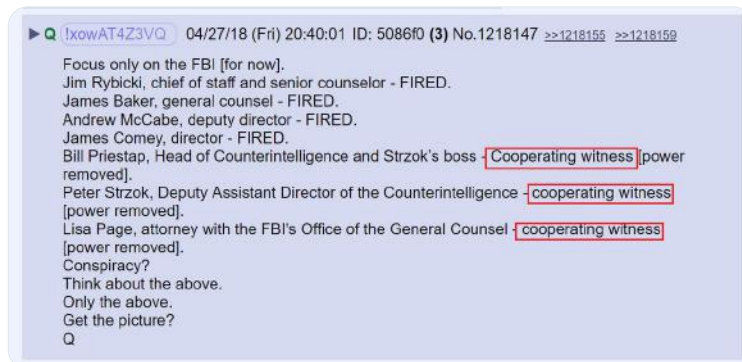 ▶ Q !xowAT4Z3VQ 04/27/18 (Fri) 20:40:01 ID: 5086f0 (3) No.1218147 >>1218155 >>1218159
Focus only on the FBI [for now].
Jim Rybicki, chief of staff and senior counselor - FIRED.
James Baker, general counsel - FIRED.
Andrew McCabe, deputy director - FIRED.
James Comey, director - FIRED.
Bill Priestap, Head of Counterintelligence and Strzok's boss - Cooperating witness [power
removed].
Peter Strzok, Deputy Assistant Director of the Counterintelligence - cooperating witness
[power removed].
Lisa Page, attorney with the FBI's Office of the General Counsel - cooperating witness
[power removed].
Conspiracy?
Think about the above.
Only the above.
Get the picture?
Q